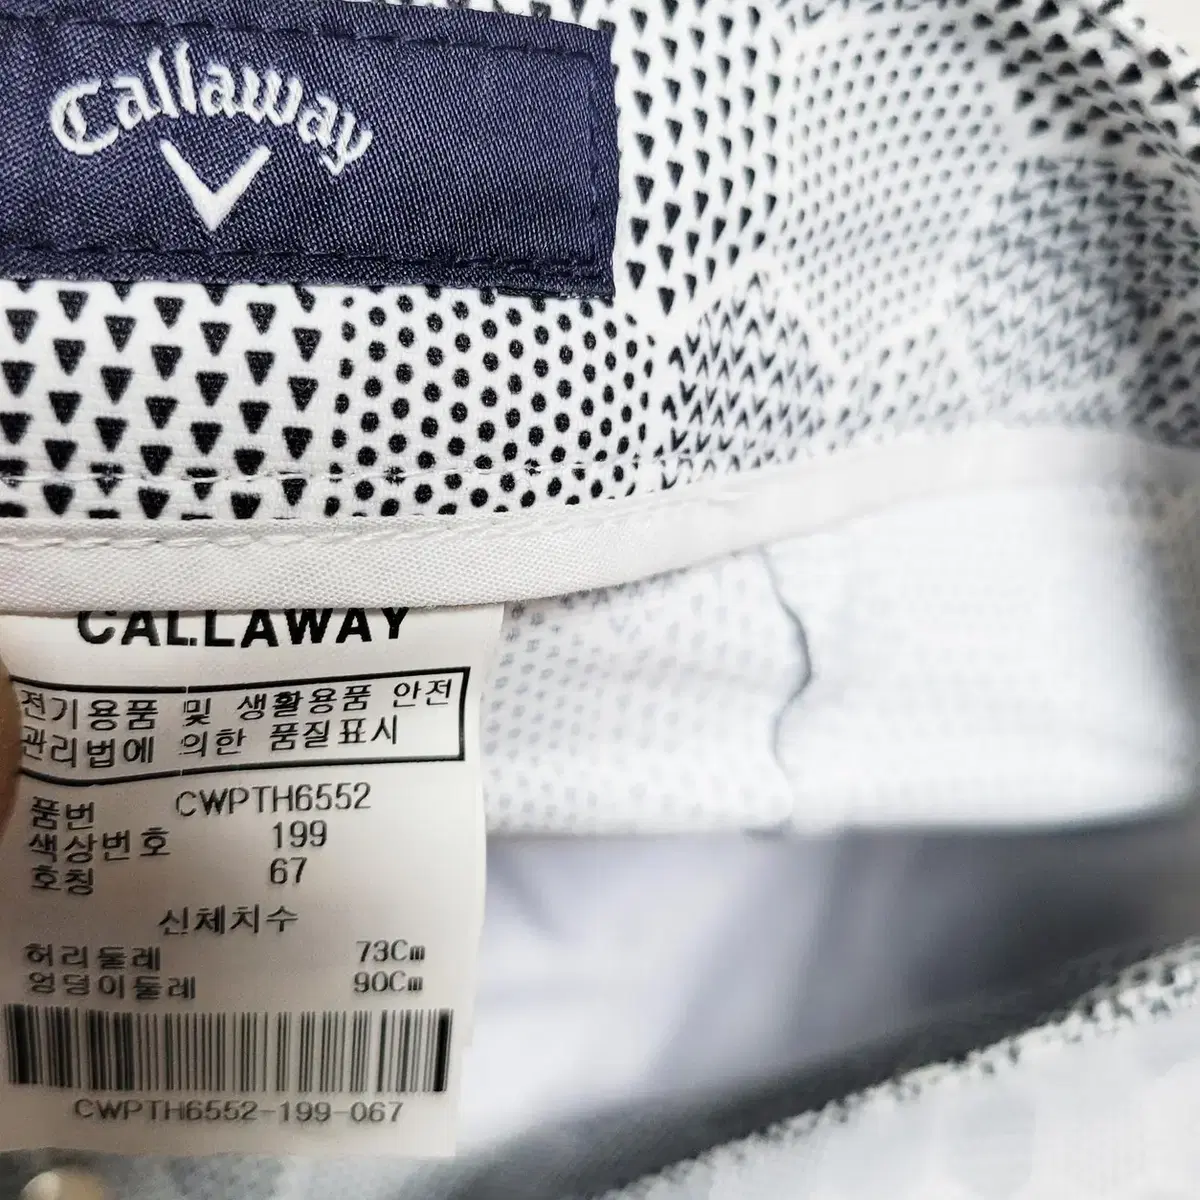 Callaway
CALLAWAY
전기용품 및 생활용품 안전
관리법에 의한 품질표시
품번 CWPTH6552
색상번호 199
호칭 67
신체치수
허리둘레 73Cm
엉덩이둘레 90Cm
CWPTH6552-199-067